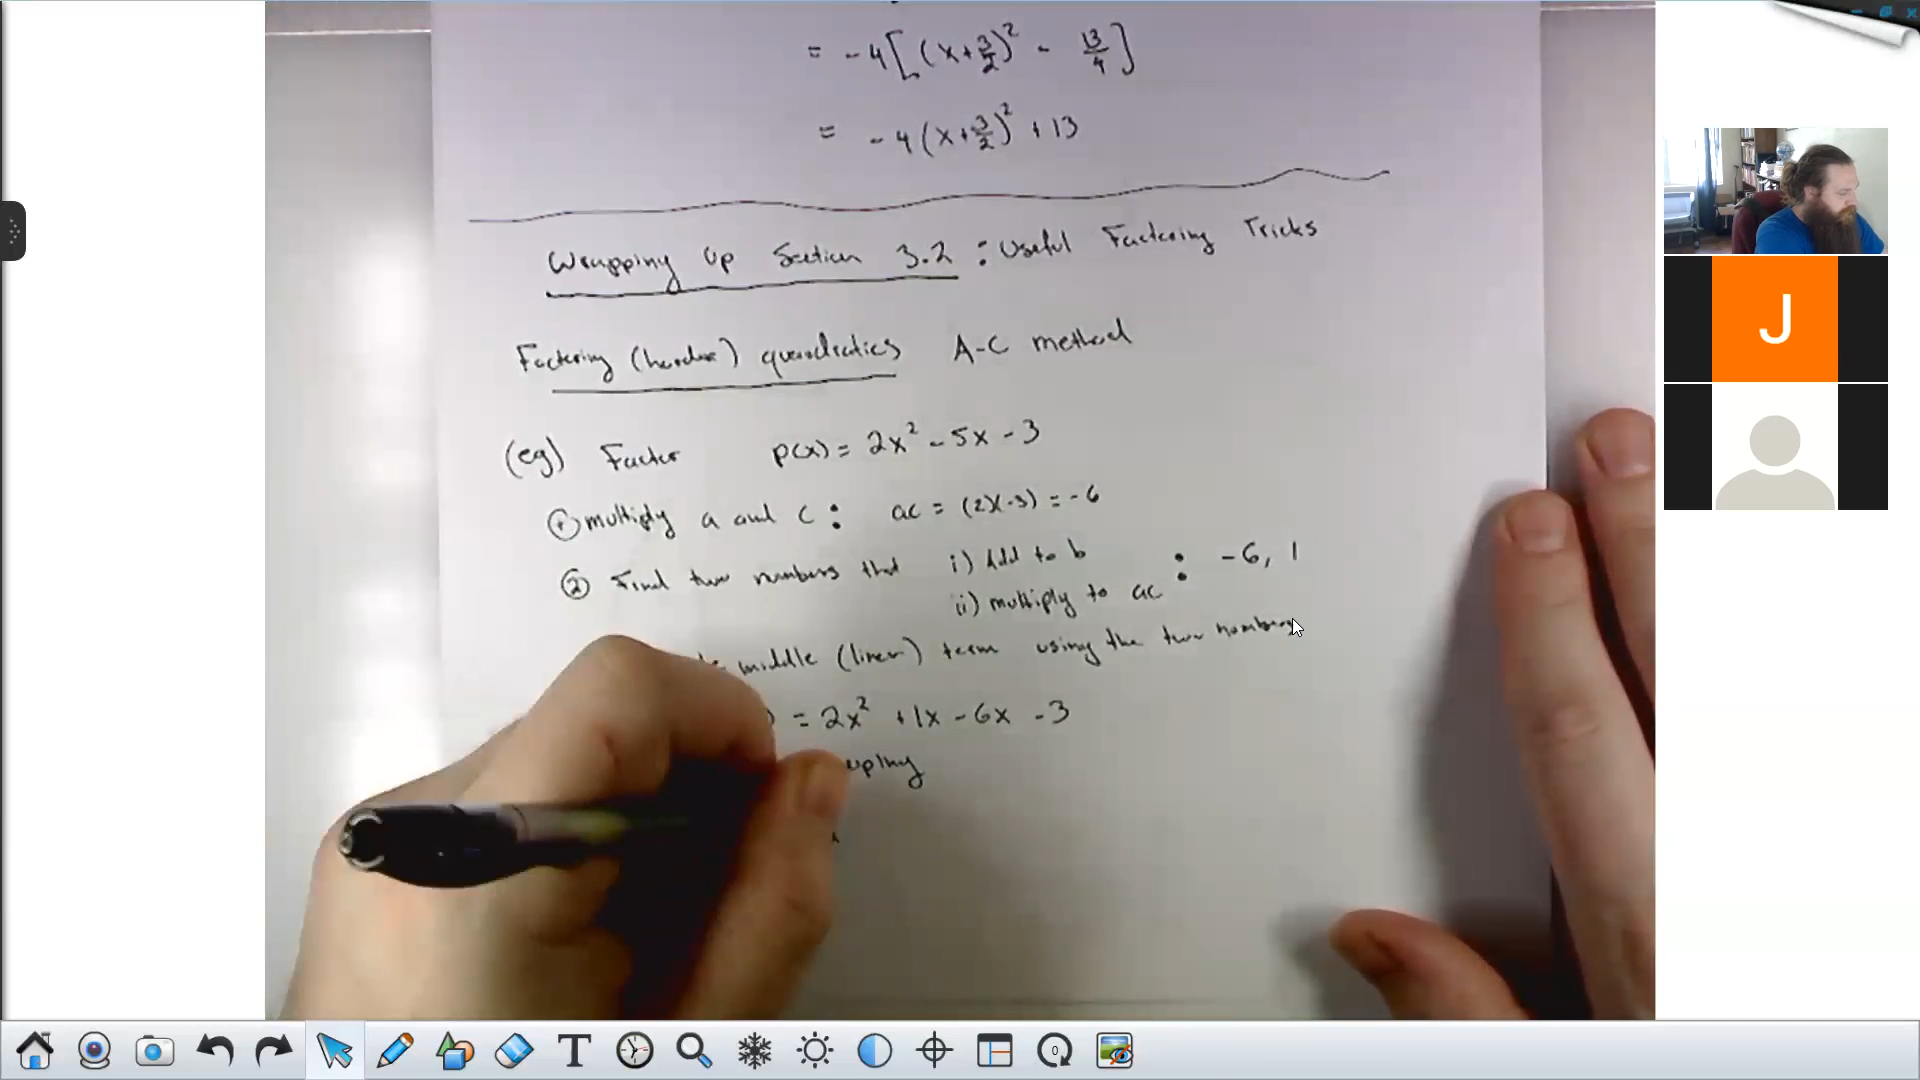 = -4[(x+3/2)² - 13/4]
= -4(x+3/2)² + 13
Wrapping Up Section 3.2 : Useful Factoring Tricks
Factoring (harder) quadratics A-C method
(eg) Factor p(x) = 2x² - 5x - 3
① multiply a and c : ac = (2)(-3) = -6
② Find two numbers that i) Add to b
ii) multiply to ac : -6, 1
middle (linear) term using the two numbers
= 2x² + 1x - 6x - 3
J
T
0